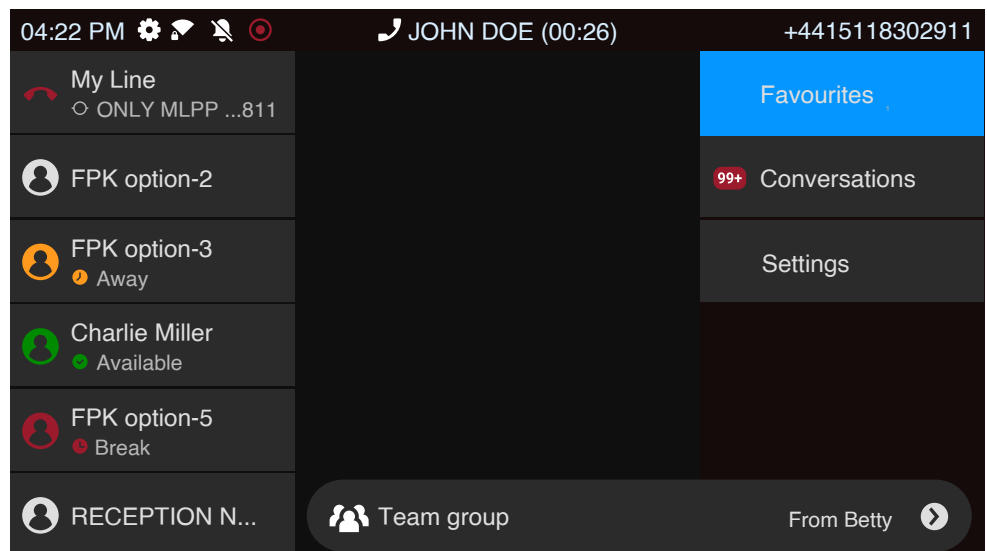 04:22 PM
JOHN DOE (00:26)
+4415118302911
My Line
ONLY MLPP ...811
FPK option-2
FPK option-3
Away
Charlie Miller
Available
FPK option-5
Break
RECEPTION N...
Favourites
99+ Conversations
Settings
Team group
From Betty